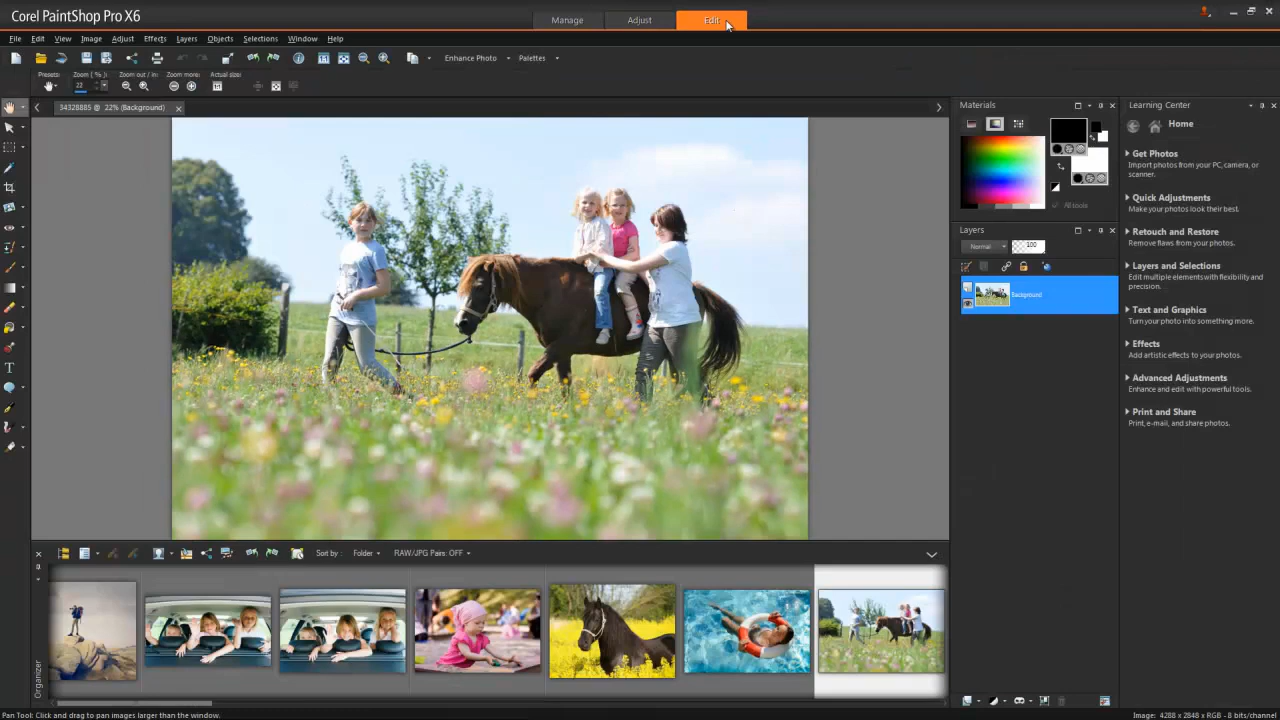 Corel PaintShop Pro X6
Manage Adjust Edit
File Edit View Image Adjust Effects Layers Objects Selections Window Help
Enhance Photo Palettes
Presets: Zoom ( % ): Zoom out / in: Zoom more: Actual size:
22
34328885 @ 22% (Background)
Materials
All tools
Layers
Normal 100
Background
Learning Center
Home
Get Photos
Import photos from your PC, camera, or
scanner.
Quick Adjustments
Make your photos look their best.
Retouch and Restore
Remove flaws from your photos.
Layers and Selections
Edit multiple elements with flexibility and
precision.
Text and Graphics
Turn your photo into something more.
Effects
Add artistic effects to your photos.
Advanced Adjustments
Enhance and edit with powerful tools.
Print and Share
Print, e-mail, and share photos.
Sort by : Folder RAW/JPG Pairs: OFF
Organizer
Pan Tool: Click and drag to pan images larger than the window.
Image: 4288 x 2848 x RGB - 8 bits/channel